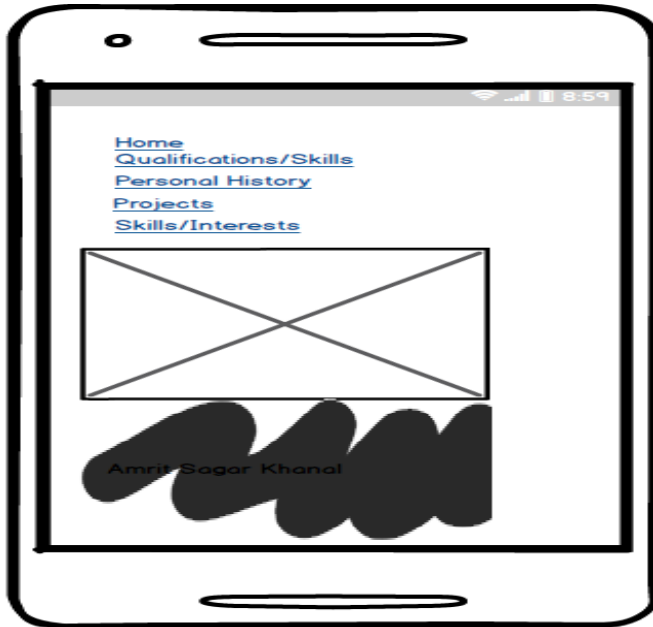 8:59
Home
Qualifications/Skills
Personal History
Projects
Skills/Interests
Amrit Sagar Khanal